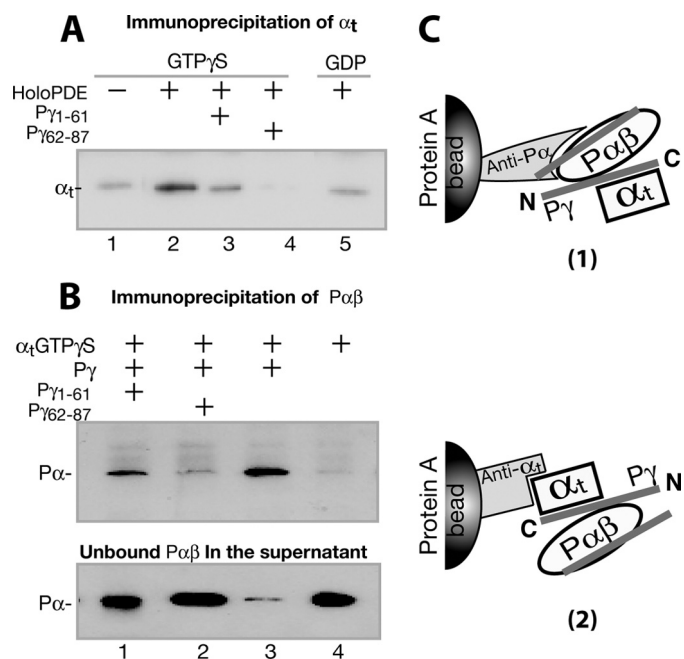 A Immunoprecipitation of αt
GTPγS GDP
HoloPDE − + + + +
Pγ1-61 +
Pγ62-87 +
αt-
1 2 3 4 5
B Immunoprecipitation of Pαβ
αtGTPγS + + + +
Pγ + + +
Pγ1-61 +
Pγ62-87 +
Pα-
Unbound Pαβ In the supernatant
Pα-
1 2 3 4
C
Protein A
bead
Anti-Pα
Pαβ
C
N
Pγ
αt
(1)
Protein A
bead
Anti-αt
αt
Pγ
N
C
Pαβ
(2)